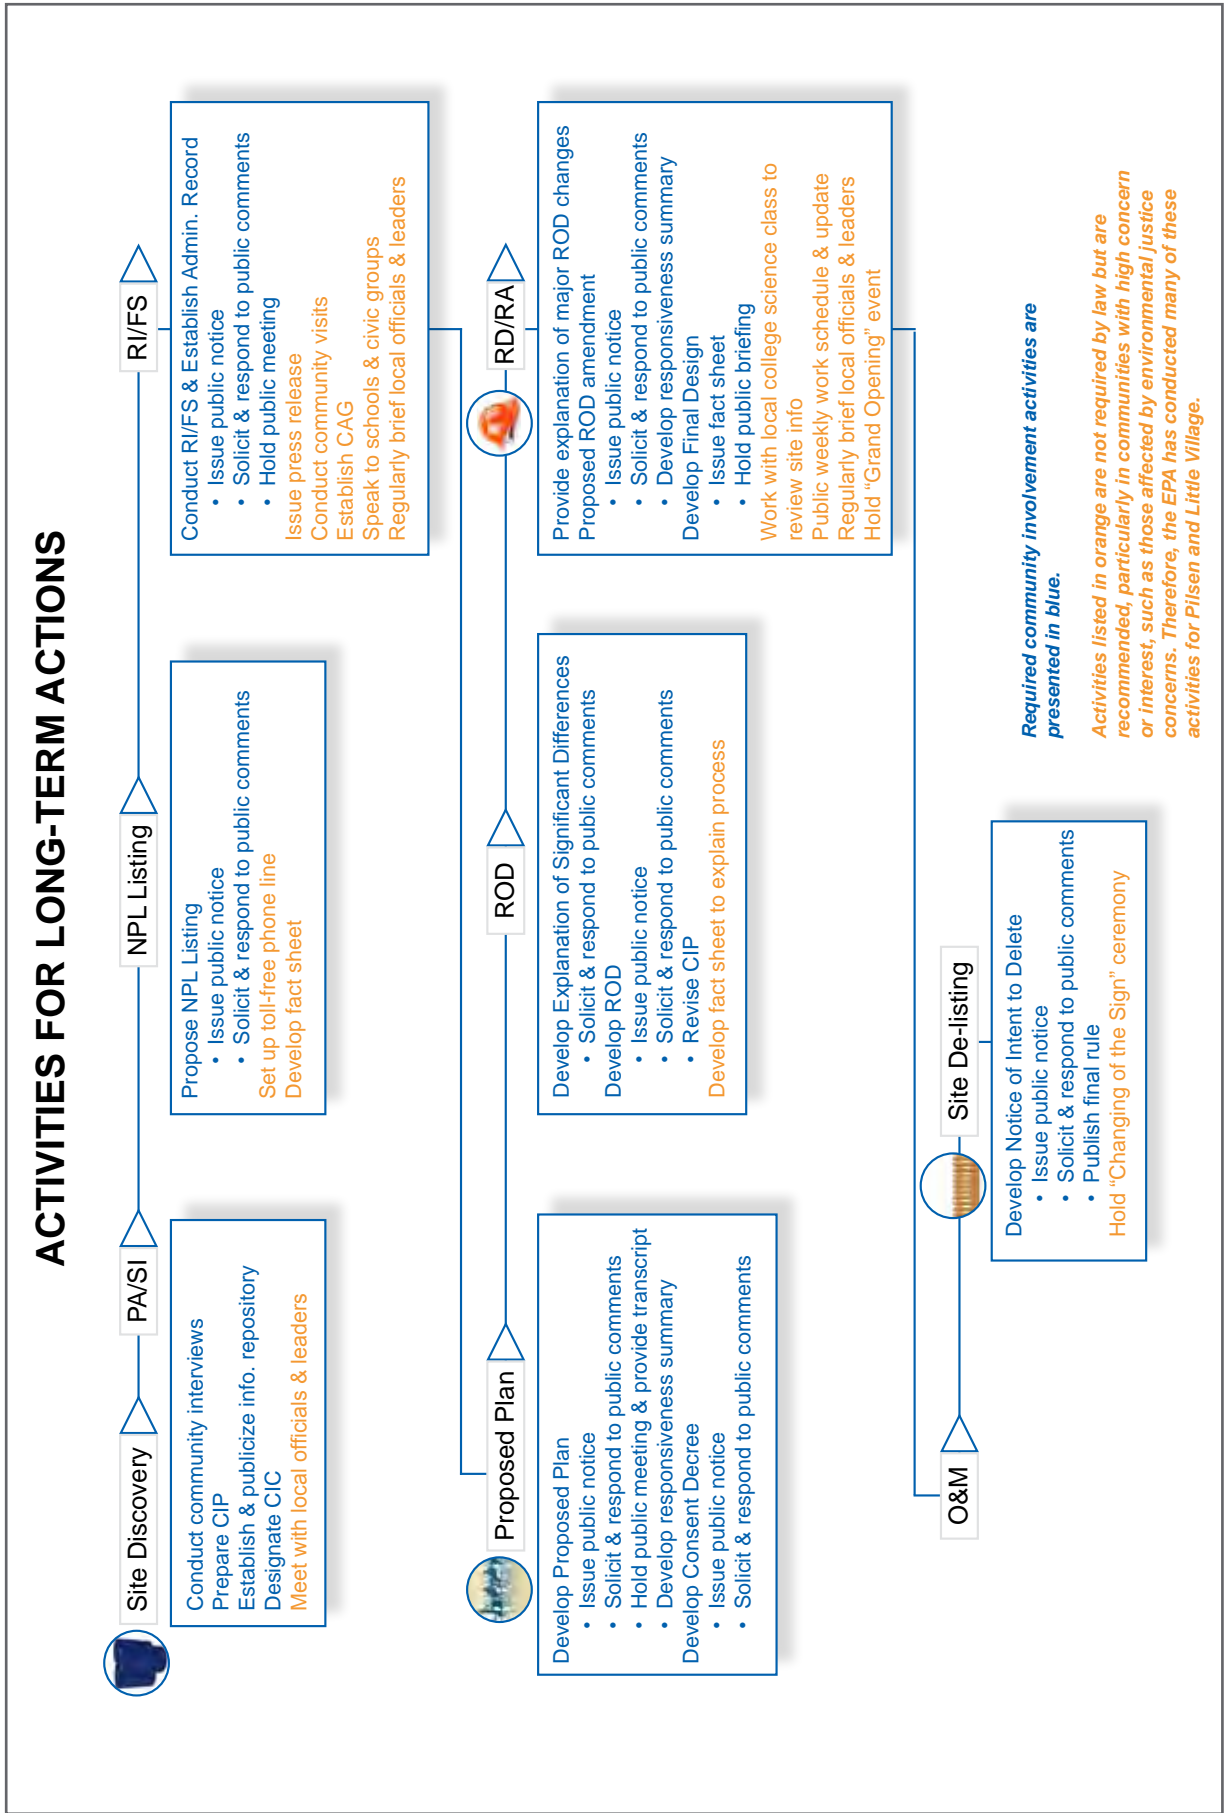 ACTIVITIES FOR LONG-TERM ACTIONS
Site Discovery
PA/SI
NPL Listing
RI/FS
Conduct community interviews
Prepare CIP
Establish & publicize info. repository
Designate CIC
Meet with local officials & leaders
Propose NPL Listing
• Issue public notice
• Solicit & respond to public comments
Set up toll-free phone line
Develop fact sheet
Conduct RI/FS & Establish Admin. Record
• Issue public notice
• Solicit & respond to public comments
• Hold public meeting
Issue press release
Conduct community visits
Establish CAG
Speak to schools & civic groups
Regularly brief local officials & leaders
Proposed Plan
ROD
RD/RA
Develop Proposed Plan
• Issue public notice
• Solicit & respond to public comments
• Hold public meeting & provide transcript
• Develop responsiveness summary
Develop Consent Decree
• Issue public notice
• Solicit & respond to public comments
Develop Explanation of Significant Differences
• Solicit & respond to public comments
Develop ROD
• Issue public notice
• Solicit & respond to public comments
• Revise CIP
Develop fact sheet to explain process
Provide explanation of major ROD changes
Proposed ROD amendment
• Issue public notice
• Solicit & respond to public comments
• Develop responsiveness summary
Develop Final Design
• Issue fact sheet
• Hold public briefing
Work with local college science class to
review site info
Public weekly work schedule & update
Regularly brief local officials & leaders
Hold “Grand Opening” event
O&M
Site De-listing
Develop Notice of Intent to Delete
• Issue public notice
• Solicit & respond to public comments
• Publish final rule
Hold “Changing of the Sign” ceremony
Required community involvement activities are
presented in blue.
Activities listed in orange are not required by law but are
recommended, particularly in communities with high concern
or interest, such as those affected by environmental justice
concerns. Therefore, the EPA has conducted many of these
activities for Pilsen and Little Village.